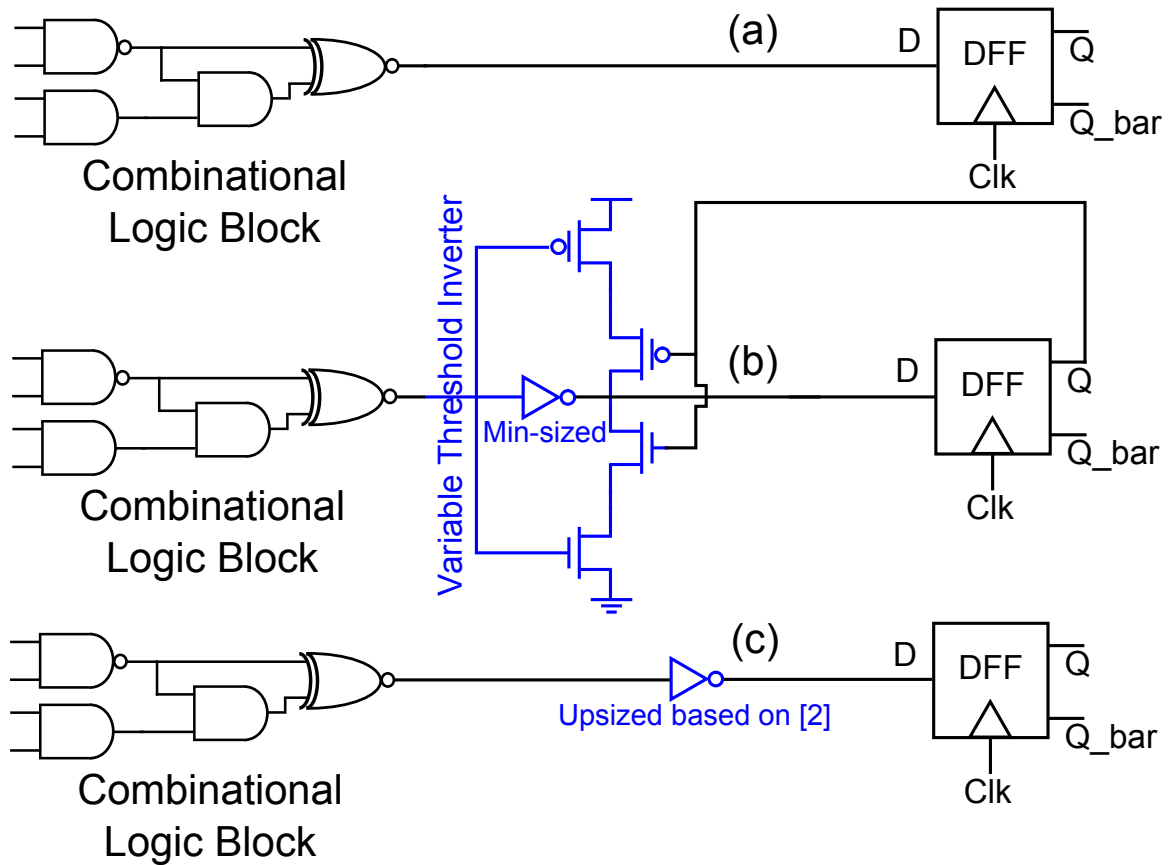 (a)
D
DFF
Q
Q_bar
Clk
Combinational
Logic Block
Variable Threshold Inverter
Min-sized
(b)
D
DFF
Q
Q_bar
Clk
Combinational
Logic Block
(c)
D
DFF
Q
Q_bar
Clk
Upsized based on [2]
Combinational
Logic Block